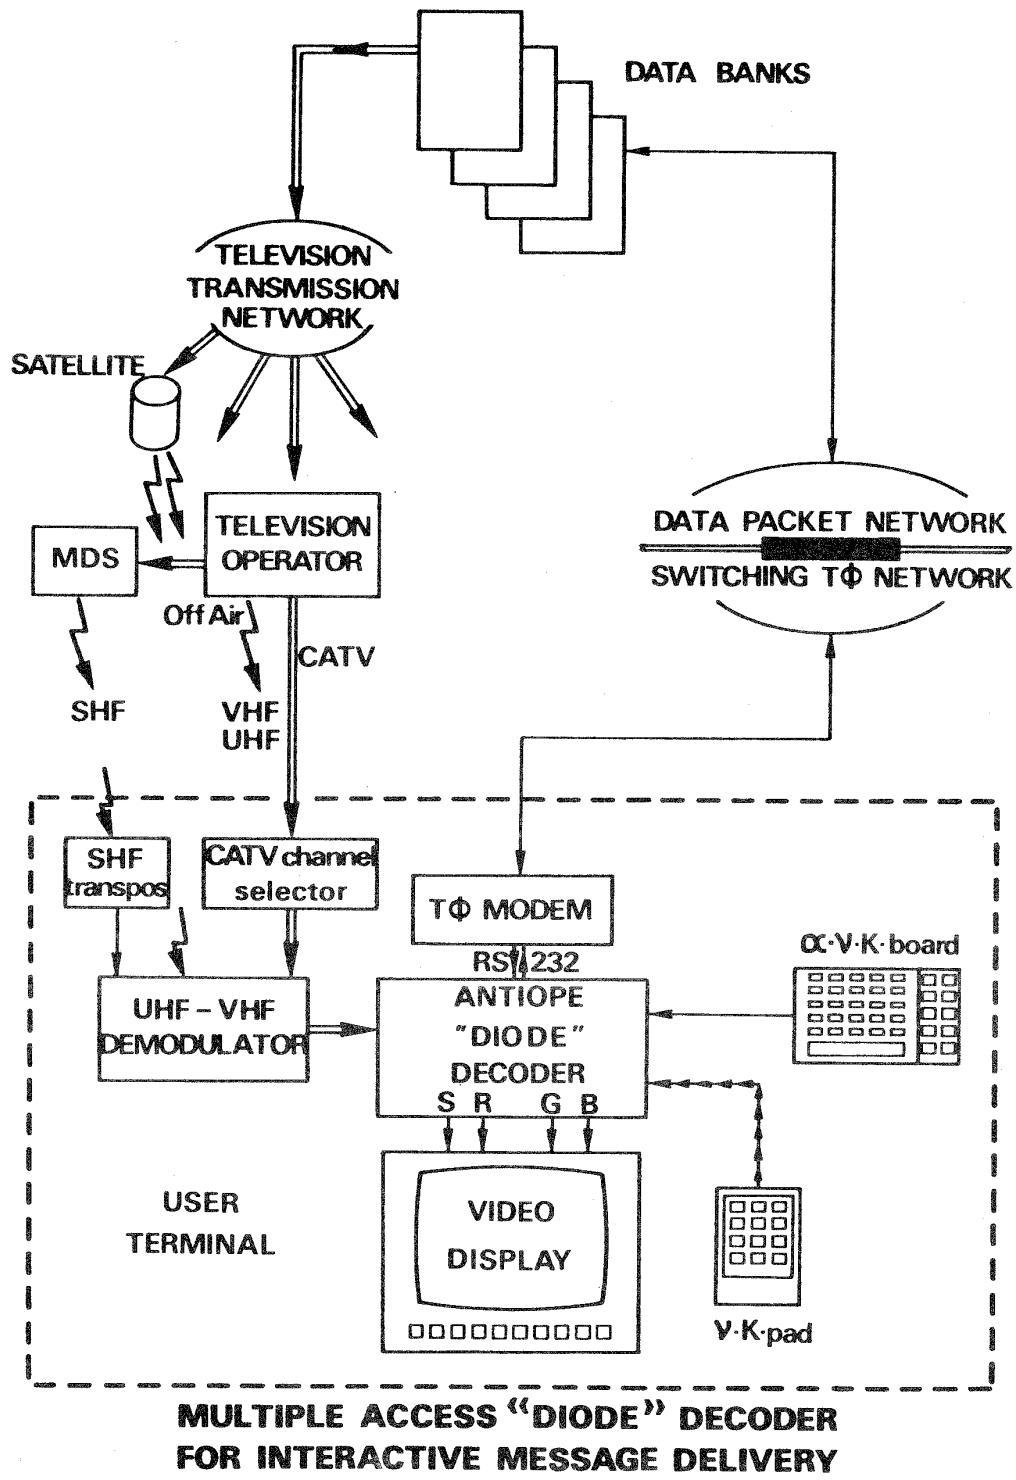 DATA BANKS
TELEVISION
TRANSMISSION
NETWORK
SATELLITE
TELEVISION
OPERATOR
MDS
Off Air
CATV
SHF
VHF
UHF
DATA PACKET NETWORK
SWITCHING TΦ NETWORK
SHF
transpos
CATV channel
selector
TΦ MODEM
RS 232
α·ν·K·board
UHF – VHF
DEMODULATOR
ANTIOPE
"DIODE"
DECODER
S R G B
USER
TERMINAL
VIDEO
DISPLAY
ν·K·pad
MULTIPLE ACCESS “DIODE” DECODER
FOR INTERACTIVE MESSAGE DELIVERY